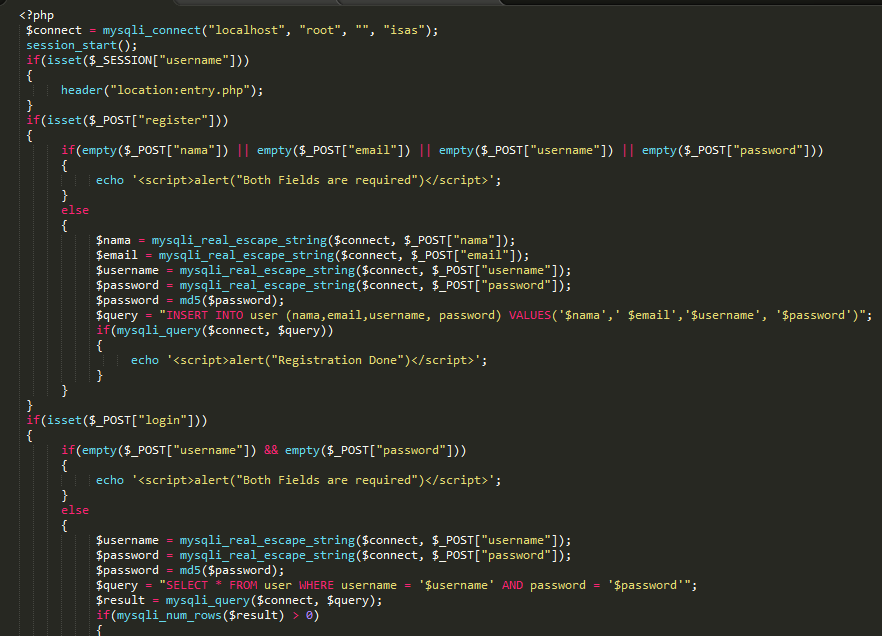 <?php
$connect = mysqli_connect("localhost", "root", "", "isas");
session_start();
if(isset($_SESSION["username"]))
{
header("location:entry.php");
}
if(isset($_POST["register"]))
{
if(empty($_POST["nama"]) || empty($_POST["email"]) || empty($_POST["username"]) || empty($_POST["password"]))
{
echo '<script>alert("Both Fields are required")</script>';
}
else
{
$nama = mysqli_real_escape_string($connect, $_POST["nama"]);
$email = mysqli_real_escape_string($connect, $_POST["email"]);
$username = mysqli_real_escape_string($connect, $_POST["username"]);
$password = mysqli_real_escape_string($connect, $_POST["password"]);
$password = md5($password);
$query = "INSERT INTO user (nama,email,username, password) VALUES('$nama',' $email','$username', '$password')";
if(mysqli_query($connect, $query))
{
echo '<script>alert("Registration Done")</script>';
}
}
}
if(isset($_POST["login"]))
{
if(empty($_POST["username"]) && empty($_POST["password"]))
{
echo '<script>alert("Both Fields are required")</script>';
}
else
{
$username = mysqli_real_escape_string($connect, $_POST["username"]);
$password = mysqli_real_escape_string($connect, $_POST["password"]);
$password = md5($password);
$query = "SELECT * FROM user WHERE username = '$username' AND password = '$password'";
$result = mysqli_query($connect, $query);
if(mysqli_num_rows($result) > 0)
{